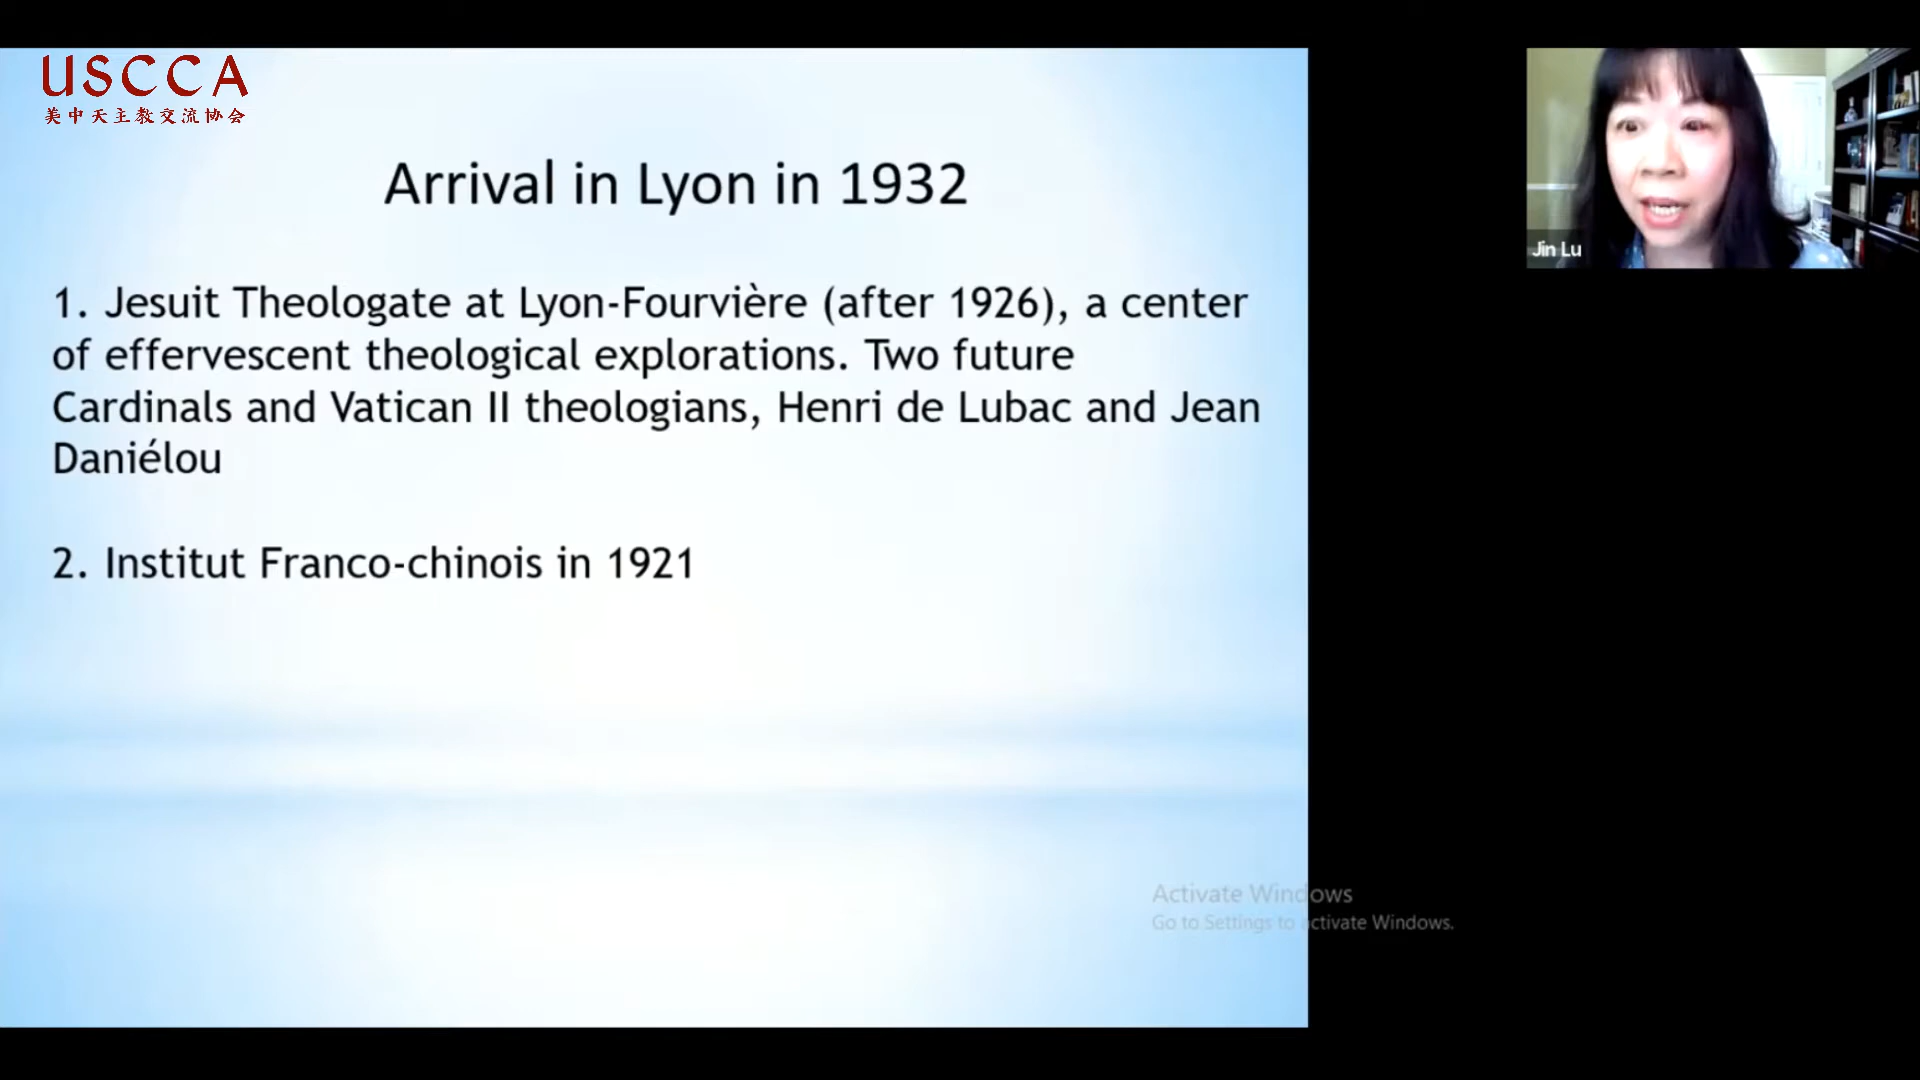 USCCA
美中天主教交流协会
Arrival in Lyon in 1932
1. Jesuit Theologate at Lyon-Fourvière (after 1926), a center
of effervescent theological explorations. Two future
Cardinals and Vatican II theologians, Henri de Lubac and Jean
Daniélou
2. Institut Franco-chinois in 1921
Jin Lu
Activate Windows
Go to Settings to activate Windows.